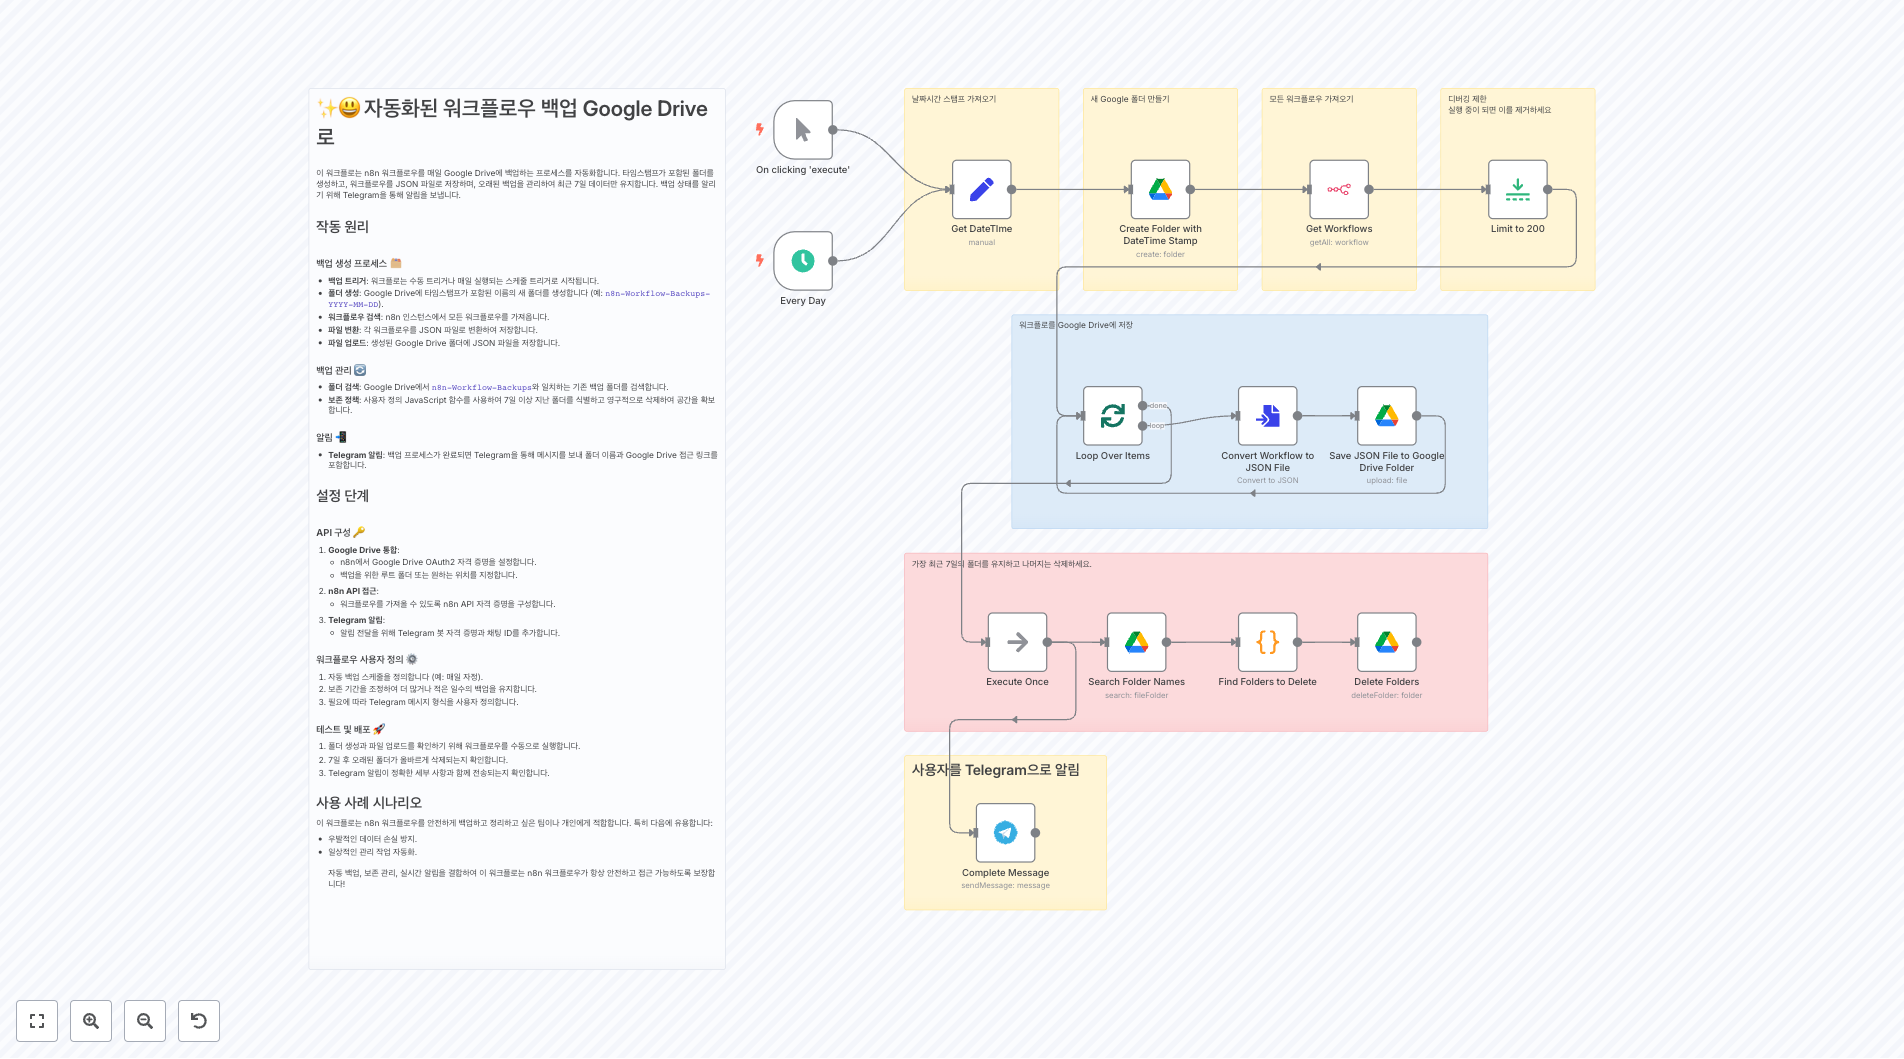 ✨😃자동화된 워크플로우 백업 Google Drive
로
이 워크플로는 n8n 워크플로우를 매일 Google Drive에 백업하는 프로세스를 자동화합니다. 타임스탬프가 포함된 폴더를
생성하고, 워크플로우를 JSON 파일로 저장하며, 오래된 백업을 관리하여 최근 7일 데이터만 유지합니다. 백업 상태를 알리
기 위해 Telegram을 통해 알림을 보냅니다.
작동 원리
백업 생성 프로세스 🗂️
백업 트리거: 워크플로는 수동 트리거나 매일 실행되는 스케줄 트리거로 시작됩니다.
폴더 생성: Google Drive에 타임스탬프가 포함된 이름의 새 폴더를 생성합니다 (예: n8n-Workflow-Backups-
YYYY-MM-DD).
워크플로우 검색: n8n 인스턴스에서 모든 워크플로우를 가져옵니다.
파일 변환: 각 워크플로우를 JSON 파일로 변환하여 저장합니다.
파일 업로드: 생성된 Google Drive 폴더에 JSON 파일을 저장합니다.
백업 관리 🔄
폴더 검색: Google Drive에서 n8n-Workflow-Backups와 일치하는 기존 백업 폴더를 검색합니다.
보존 정책: 사용자 정의 JavaScript 함수를 사용하여 7일 이상 지난 폴더를 식별하고 영구적으로 삭제하여 공간을 확보
합니다.
알림 📲
Telegram 알림: 백업 프로세스가 완료되면 Telegram을 통해 메시지를 보내 폴더 이름과 Google Drive 접근 링크를
포함합니다.
설정 단계
API 구성 🔑
1. Google Drive 통합:
n8n에서 Google Drive OAuth2 자격 증명을 설정합니다.
백업을 위한 루트 폴더 또는 원하는 위치를 지정합니다.
2. n8n API 접근:
워크플로우를 가져올 수 있도록 n8n API 자격 증명을 구성합니다.
3. Telegram 알림:
알림 전달을 위해 Telegram 봇 자격 증명과 채팅 ID를 추가합니다.
워크플로우 사용자 정의 ⚙️
1. 자동 백업 스케줄을 정의합니다 (예: 매일 자정).
2. 보존 기간을 조정하여 더 많거나 적은 일수의 백업을 유지합니다.
3. 필요에 따라 Telegram 메시지 형식을 사용자 정의합니다.
테스트 및 배포 🚀
1. 폴더 생성과 파일 업로드를 확인하기 위해 워크플로우를 수동으로 실행합니다.
2. 7일 후 오래된 폴더가 올바르게 삭제되는지 확인합니다.
3. Telegram 알림이 정확한 세부 사항과 함께 전송되는지 확인합니다.
사용 사례 시나리오
이 워크플로는 n8n 워크플로우를 안전하게 백업하고 정리하고 싶은 팀이나 개인에게 적합합니다. 특히 다음에 유용합니다:
우발적인 데이터 손실 방지.
일상적인 관리 작업 자동화.
자동 백업, 보존 관리, 실시간 알림을 결합하여 이 워크플로는 n8n 워크플로우가 항상 안전하고 접근 가능하도록 보장합
니다!
On clicking 'execute'
Every Day
날짜시간 스탬프 가져오기
Get DateTIme
manual
새 Google 폴더 만들기
Create Folder with
DateTime Stamp
create: folder
모든 워크플로우 가져오기
Get Workflows
getAll: workflow
디버깅 제한
실행 중이 되면 이를 제거하세요
Limit to 200
워크플로를 Google Drive에 저장
done
loop
Loop Over Items
Convert Workflow to
JSON File
Convert to JSON
Save JSON File to Google
Drive Folder
upload: file
가장 최근 7일의 폴더를 유지하고 나머지는 삭제하세요.
Execute Once
Search Folder Names
search: fileFolder
Find Folders to Delete
Delete Folders
deleteFolder: folder
사용자를 Telegram으로 알림
Complete Message
sendMessage: message